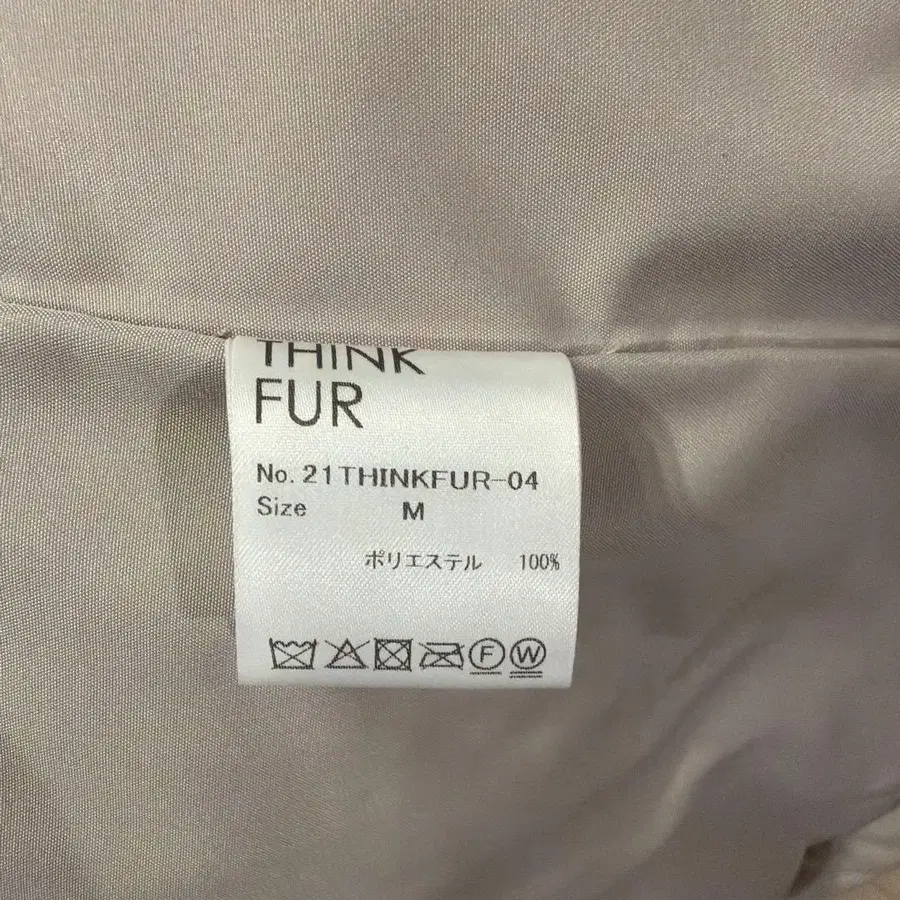 THINK
FUR
No. 21THINKFUR-04
Size M
ポリエステル 100%
F W